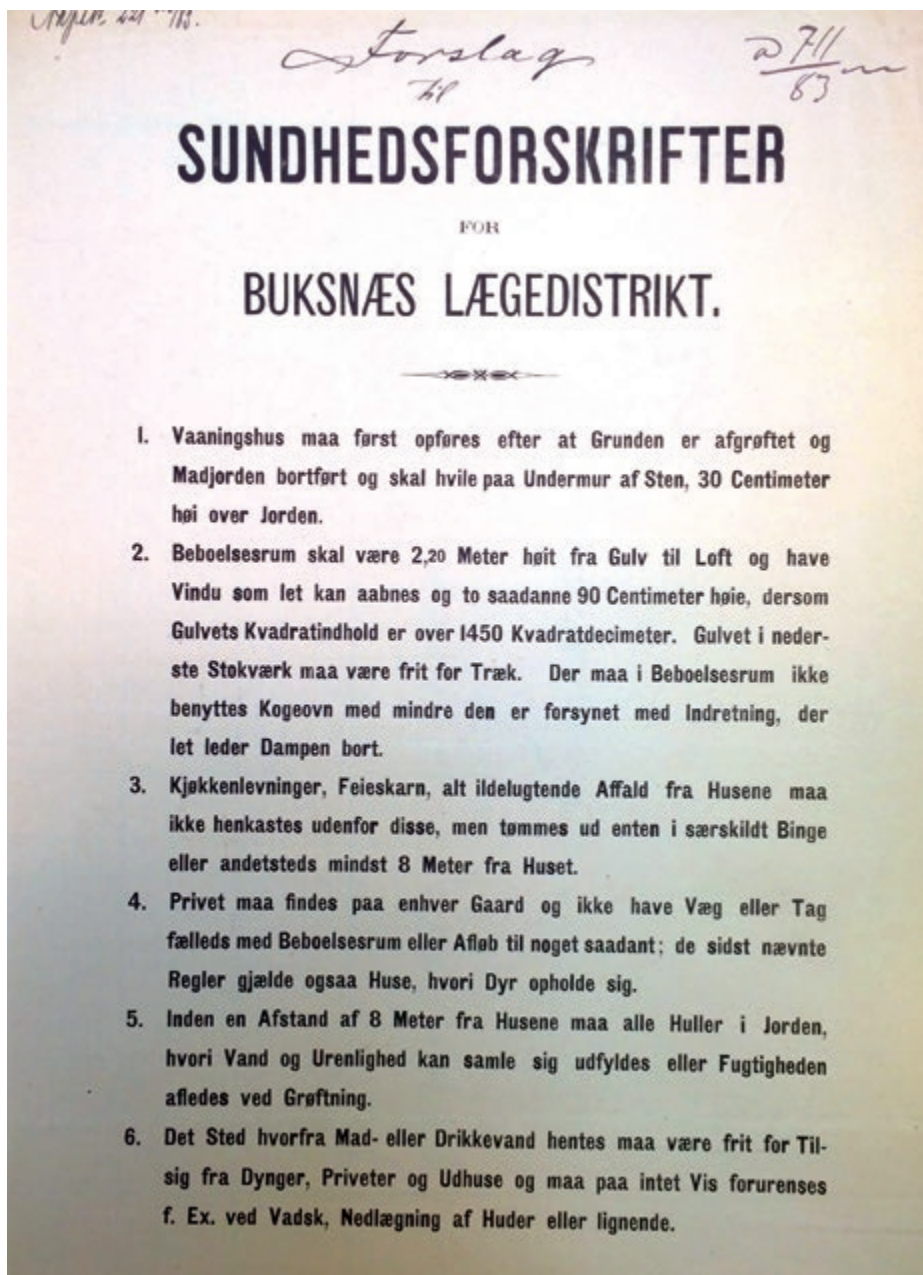 Forslag
til
SUNDHEDSFORSKRIFTER
FOR
BUKSNÆS LÆGEDISTRIKT.
1. Vaaningshus maa først opføres efter at Grunden er afgrøftet og
Madjorden bortført og skal hvile paa Undermur af Sten, 30 Centimeter
høi over Jorden.
2. Beboelsesrum skal være 2,20 Meter høit fra Gulv til Loft og have
Vindu som let kan aabnes og to saadanne 90 Centimeter høie, dersom
Gulvets Kvadratindhold er over 1450 Kvadratdecimeter. Gulvet i neder-
ste Stokværk maa være frit for Træk. Der maa i Beboelsesrum ikke
benyttes Kogeovn med mindre den er forsynet med Indretning, der
let leder Dampen bort.
3. Kjøkkenlevninger, Feieskarn, alt ildelugtende Affald fra Husene maa
ikke henkastes udenfor disse, men tømmes ud enten i særskildt Binge
eller andetsteds mindst 8 Meter fra Huset.
4. Privet maa findes paa enhver Gaard og ikke have Væg eller Tag
fælleds med Beboelsesrum eller Afløb til noget saadant; de sidst nævnte
Regler gjælde ogsaa Huse, hvori Dyr opholde sig.
5. Inden en Afstand af 8 Meter fra Husene maa alle Huller i Jorden,
hvori Vand og Urenlighed kan samle sig udfyldes eller Fugtigheden
afledes ved Grøftning.
6. Det Sted hvorfra Mad- eller Drikkevand hentes maa være frit for Til-
sig fra Dynger, Priveter og Udhuse og maa paa intet Vis forurenses
f. Ex. ved Vadsk, Nedlægning af Huder eller lignende.